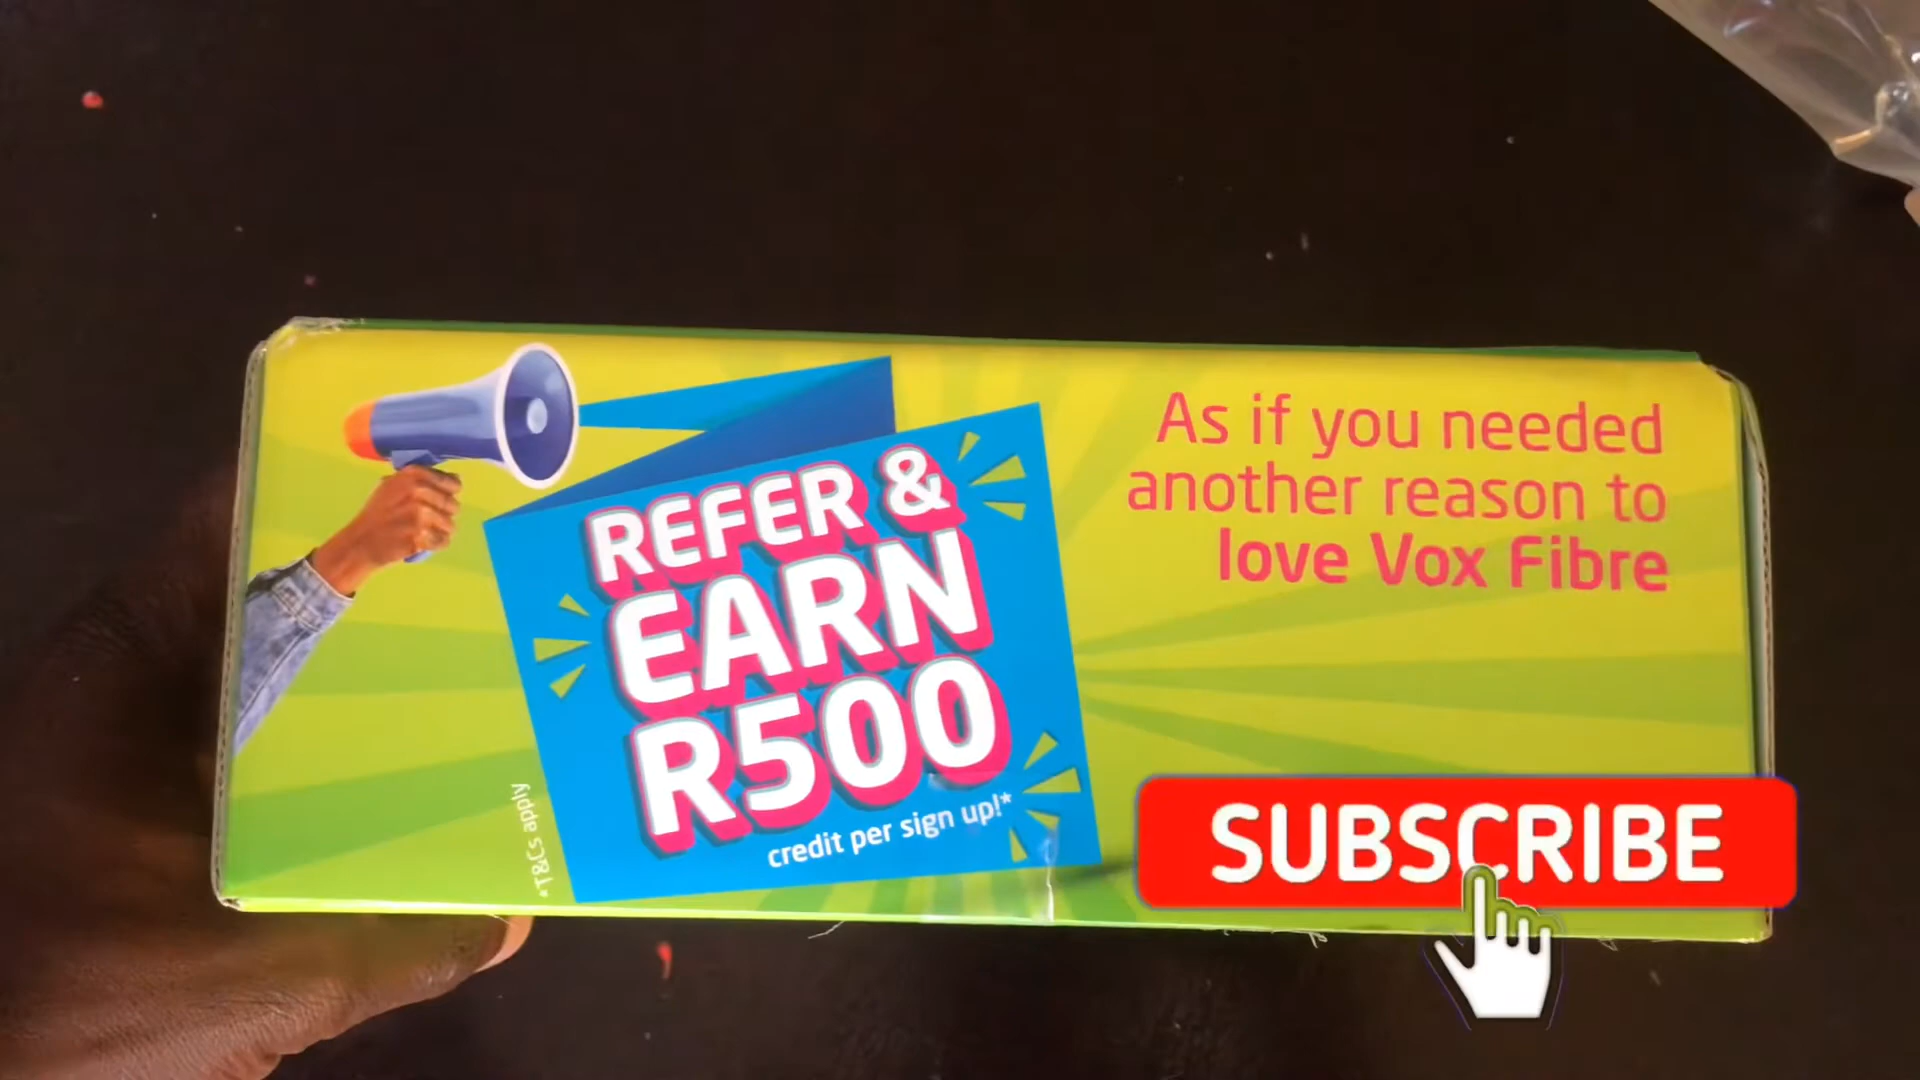 REFER &
EARN
R500
credit per sign up!*
*T&Cs apply
As if you needed
another reason to
love Vox Fibre
SUBSCRIBE